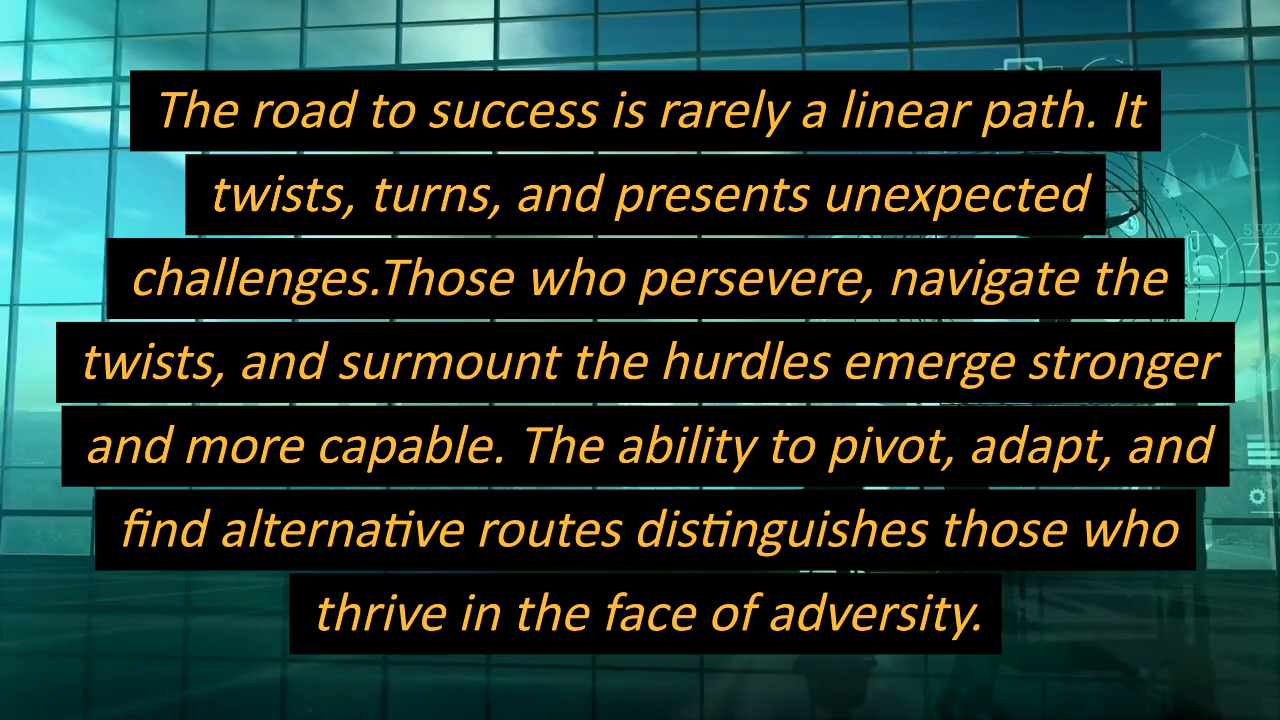 The road to success is rarely a linear path. It
twists, turns, and presents unexpected
challenges.Those who persevere, navigate the
twists, and surmount the hurdles emerge stronger
and more capable. The ability to pivot, adapt, and
find alternative routes distinguishes those who
thrive in the face of adversity.